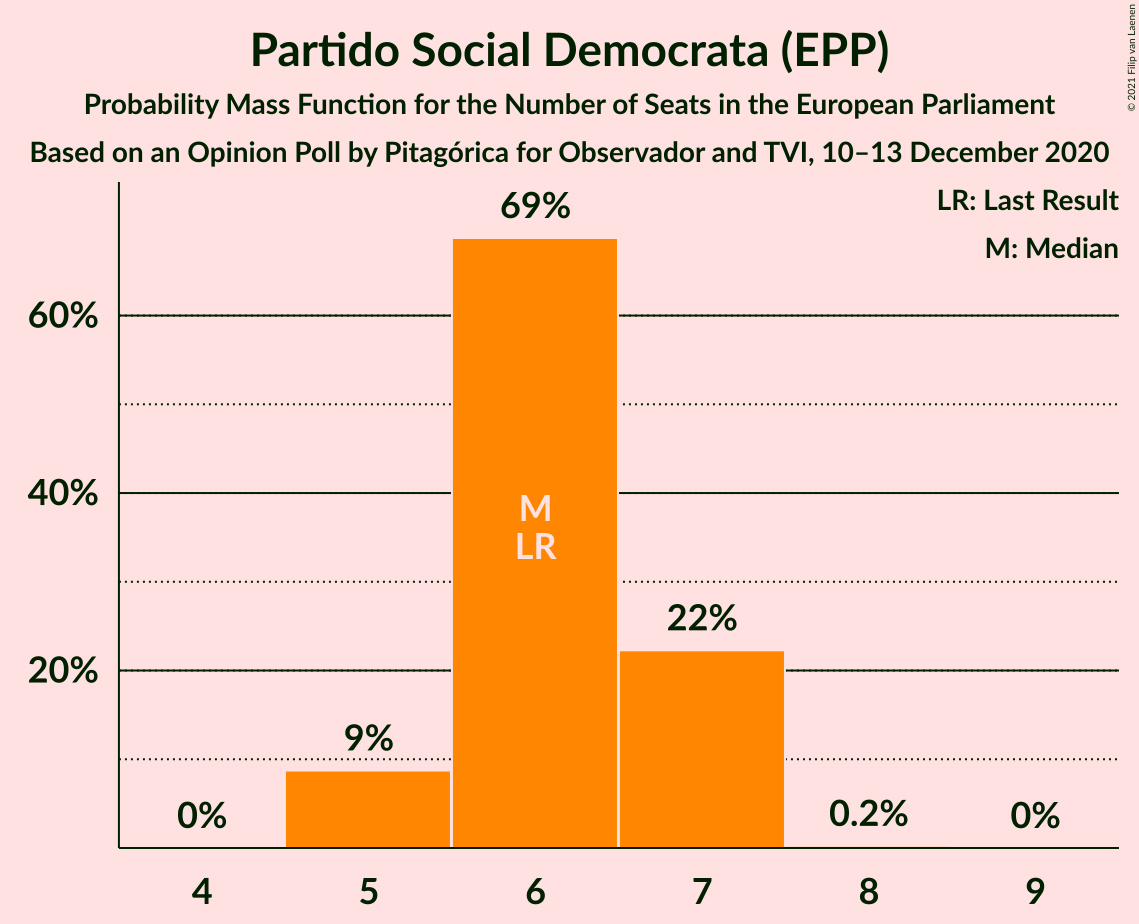 Partido Social Democrata (EPP)
Probability Mass Function for the Number of Seats in the European Parliament
Based on an Opinion Poll by Pitagórica for Observador and TVI, 10–13 December 2020
© 2021 Filip van Laenen
LR: Last Result
M: Median
69%
60%
40%
M
LR
22%
20%
9%
0%
0.2%
0%
4 5 6 7 8 9